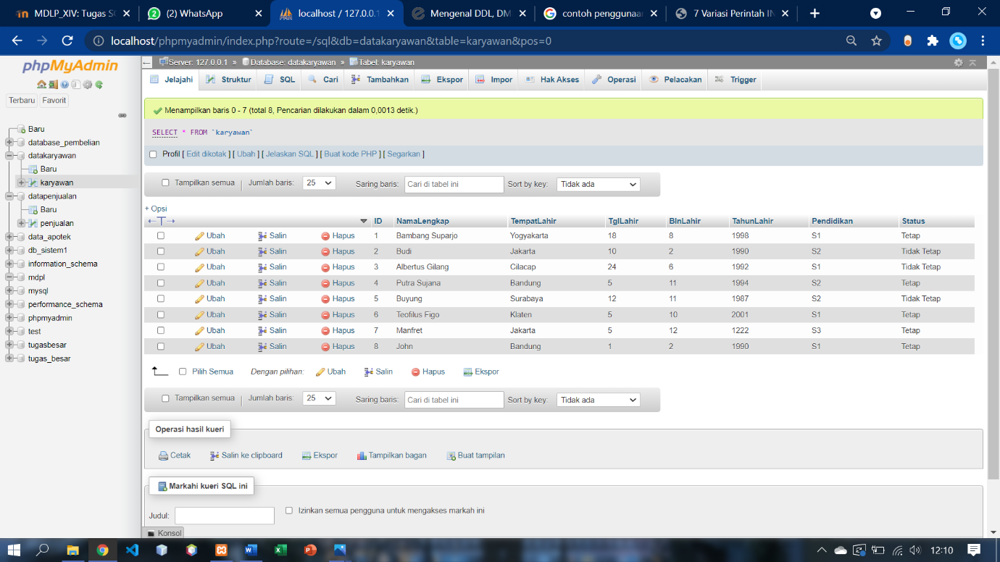 MDLP_XIV: Tugas S
(2) WhatsApp
localhost / 127.0.0.1
Mengenal DDL, DM
contoh penggunaan
7 Variasi Perintah IN
localhost/phpmyadmin/index.php?route=/sql&db=datakaryawan&table=karyawan&pos=0
phpMyAdmin
Terbaru Favorit
Baru
database_pembelian
datakaryawan
Baru
karyawan
datapenjualan
Baru
penjualan
data_apotek
db_sistem1
information_schema
mdpl
mysql
performance_schema
phpmyadmin
test
tugasbesar
tugas_besar
Server: 127.0.0.1 » Database: datakaryawan » Tabel: karyawan
Jelajahi Struktur SQL Cari Tambahkan Ekspor Impor Hak Akses Operasi Pelacakan Trigger
Menampilkan baris 0 - 7 (total 8, Pencarian dilakukan dalam 0,0013 detik.)
SELECT * FROM `karyawan`
Profil [ Edit dikotak ] [ Ubah ] [ Jelaskan SQL ] [ Buat kode PHP ] [ Segarkan ]
Tampilkan semua Jumlah baris: 25 Saring baris: Cari di tabel ini Sort by key: Tidak ada
+ Opsi
←T→ ID NamaLengkap TempatLahir TglLahir BlnLahir TahunLahir Pendidikan Status
Ubah Salin Hapus 1 Bambang Suparjo Yogyakarta 18 8 1998 S1 Tetap
Ubah Salin Hapus 2 Budi Jakarta 10 2 1990 S2 Tidak Tetap
Ubah Salin Hapus 3 Albertus Gilang Cilacap 24 6 1992 S1 Tidak Tetap
Ubah Salin Hapus 4 Putra Sujana Bandung 5 11 1994 S2 Tetap
Ubah Salin Hapus 5 Buyung Surabaya 12 11 1987 S2 Tidak Tetap
Ubah Salin Hapus 6 Teofilus Figo Klaten 5 10 2001 S1 Tetap
Ubah Salin Hapus 7 Manfret Jakarta 5 12 1222 S3 Tetap
Ubah Salin Hapus 8 John Bandung 1 2 1990 S1 Tetap
Pilih Semua Dengan pilihan: Ubah Salin Hapus Ekspor
Tampilkan semua Jumlah baris: 25 Saring baris: Cari di tabel ini Sort by key: Tidak ada
Operasi hasil kueri
Cetak Salin ke clipboard Ekspor Tampilkan bagan Buat tampilan
Markahi kueri SQL ini
Judul: Izinkan semua pengguna untuk mengakses markah ini
Konsol
12:10